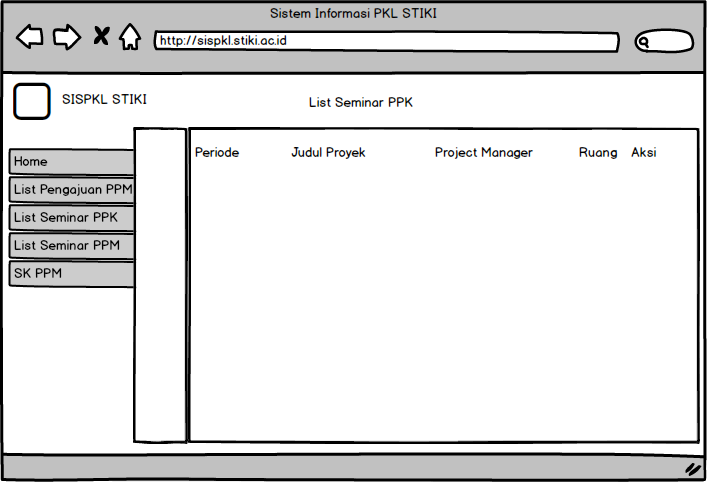 Sistem Informasi PKL STIKI
http://sispkl.stiki.ac.id
SISPKL STIKI
List Seminar PPK
Home
List Pengajuan PPM
List Seminar PPK
List Seminar PPM
SK PPM
Periode Judul Proyek Project Manager Ruang Aksi